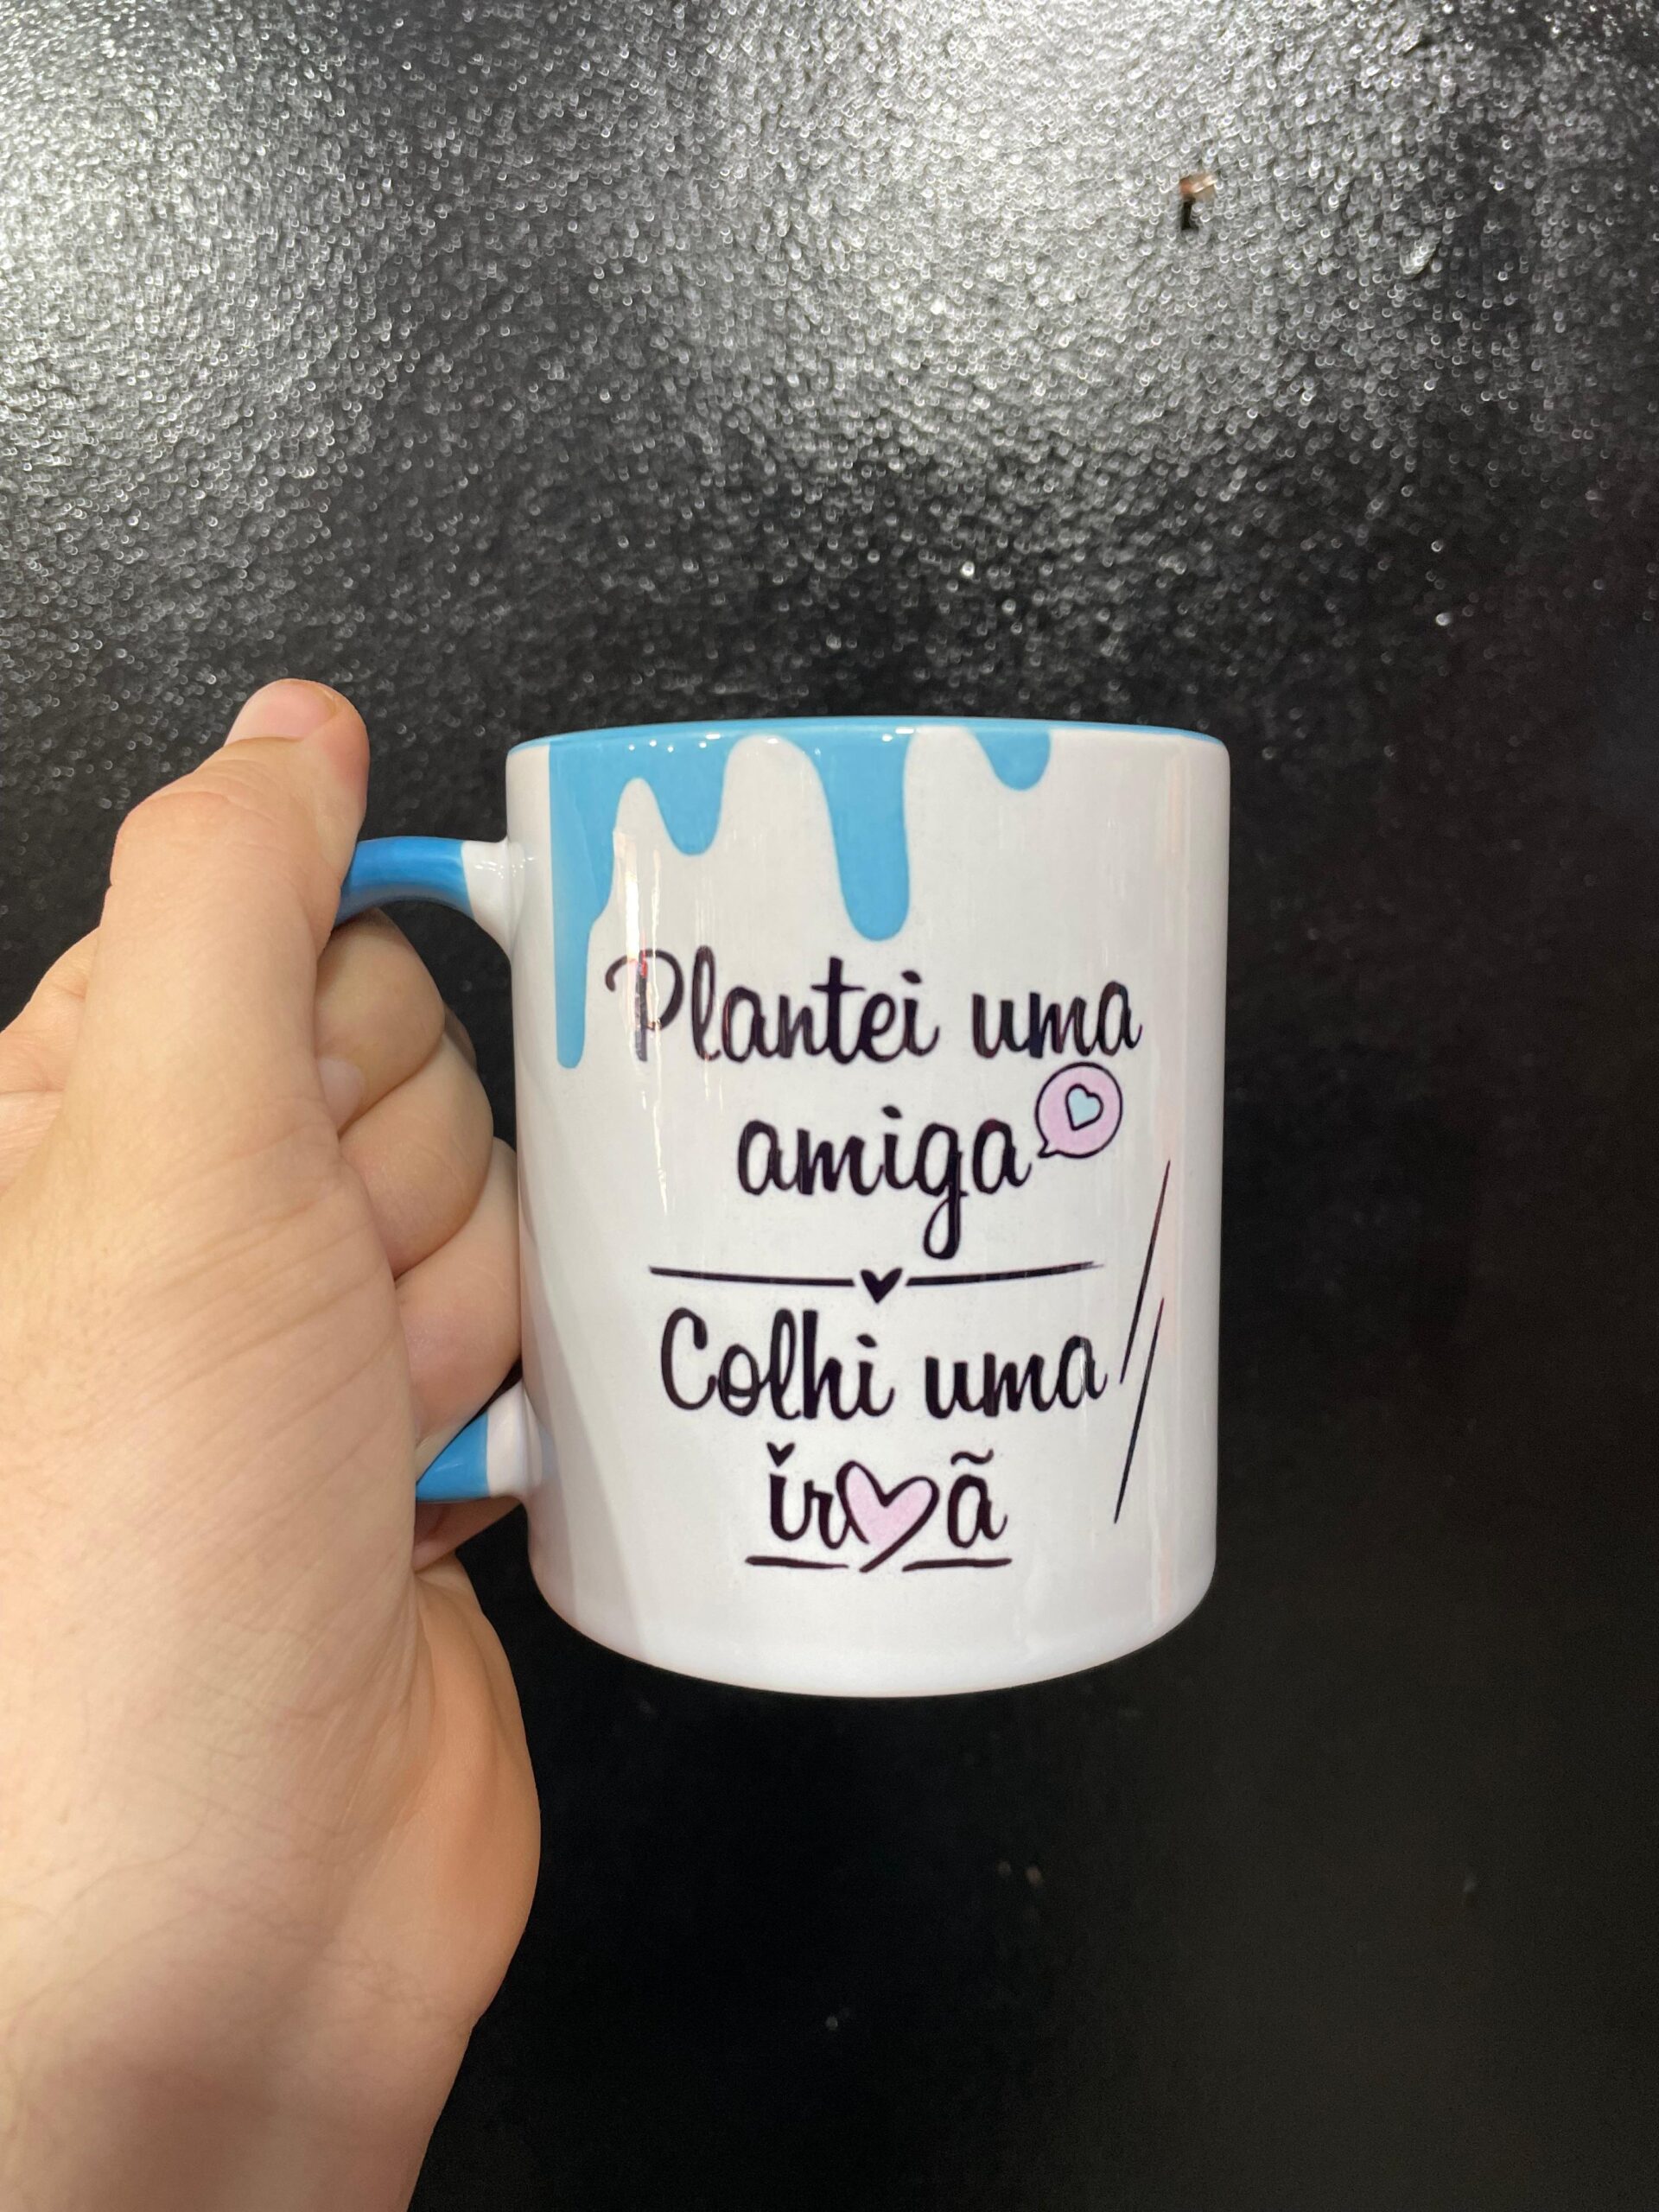 Plantei uma
amiga
Colhi uma
irmã